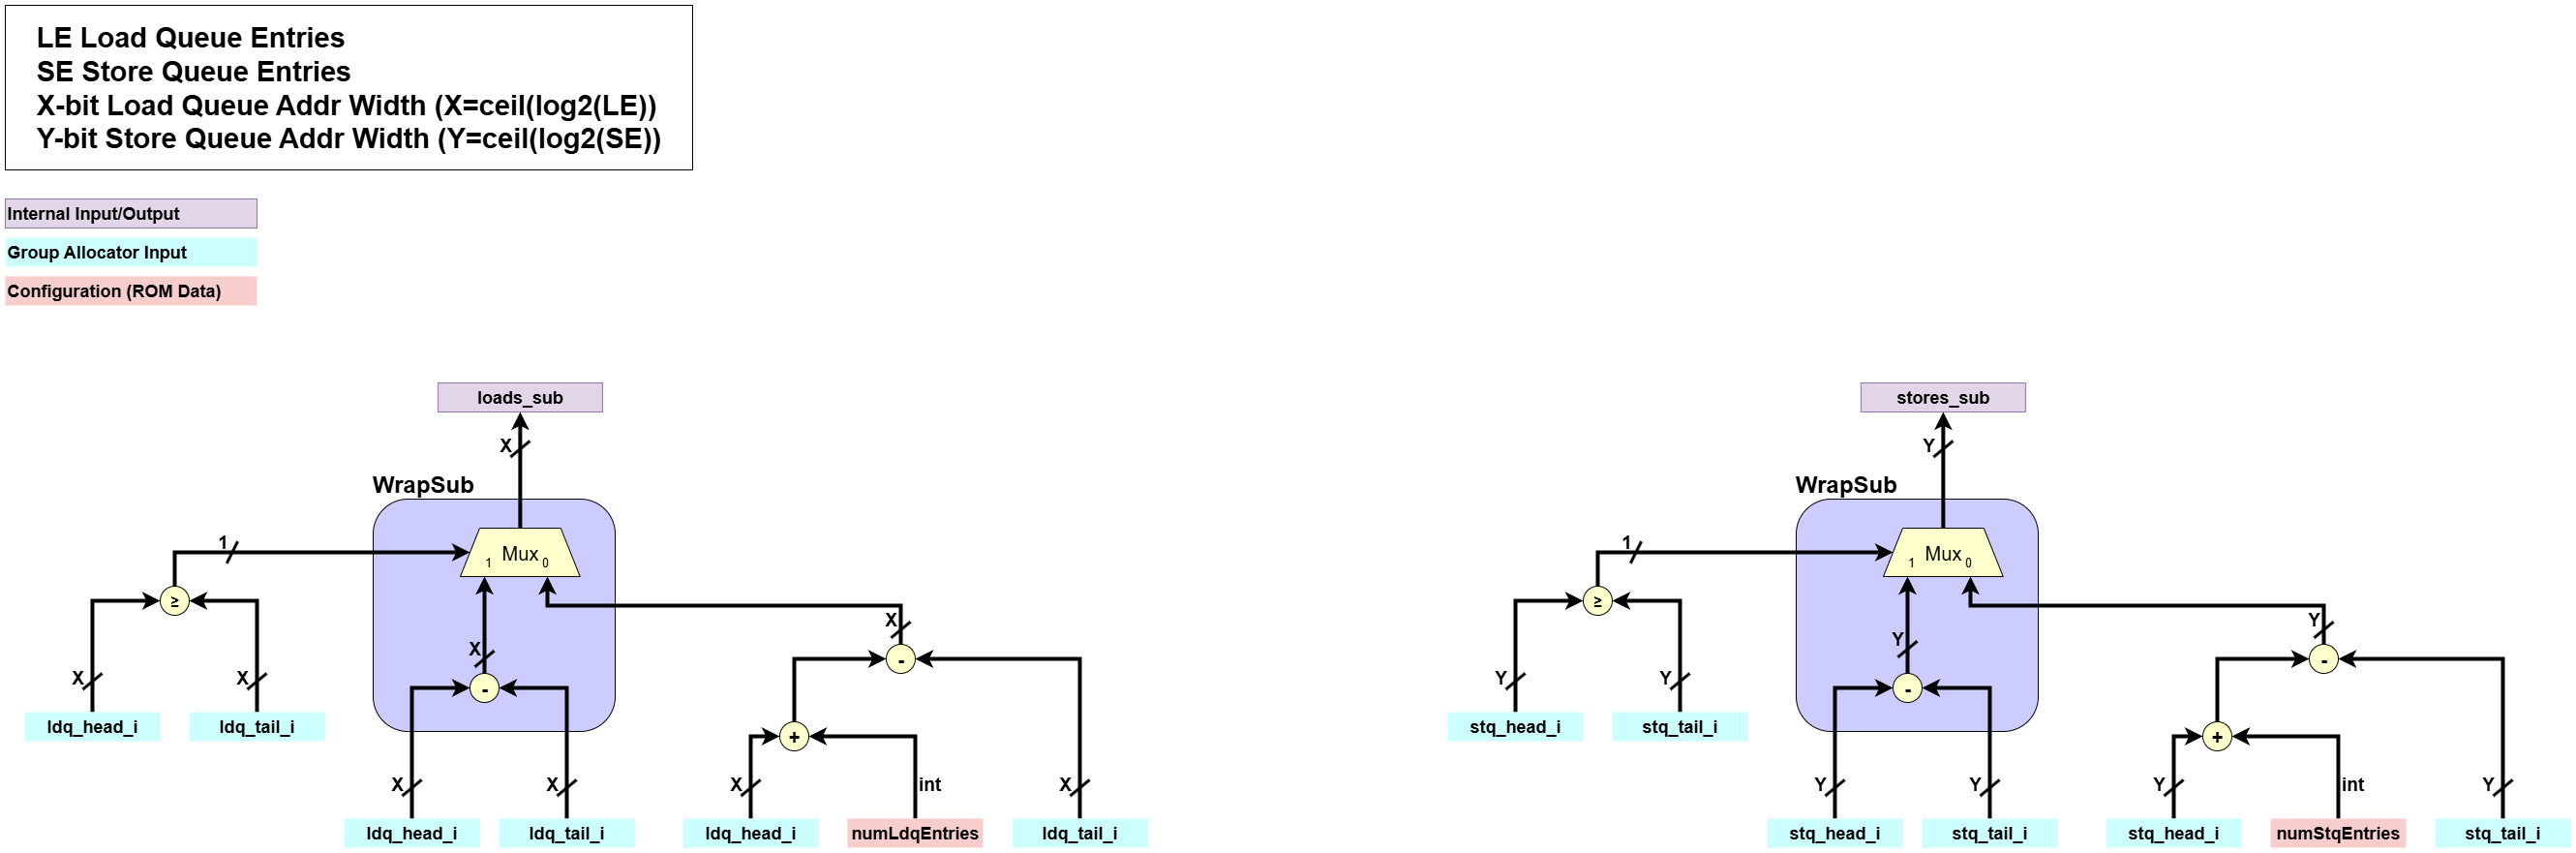 LE Load Queue Entries
SE Store Queue Entries
X-bit Load Queue Addr Width (X=ceil(log2(LE))
Y-bit Store Queue Addr Width (Y=ceil(log2(SE))
Internal Input/Output
Group Allocator Input
Configuration (ROM Data)
loads_sub
X
WrapSub
1
1 Mux 0
≥
X
X
X
-
X
-
ldq_head_i
ldq_tail_i
+
X
X
X
int
X
ldq_head_i
ldq_tail_i
ldq_head_i
numLdqEntries
ldq_tail_i
stores_sub
Y
WrapSub
1
1 Mux 0
≥
Y
Y
Y
-
Y
-
stq_head_i
stq_tail_i
+
Y
Y
Y
int
Y
stq_head_i
stq_tail_i
stq_head_i
numStqEntries
stq_tail_i